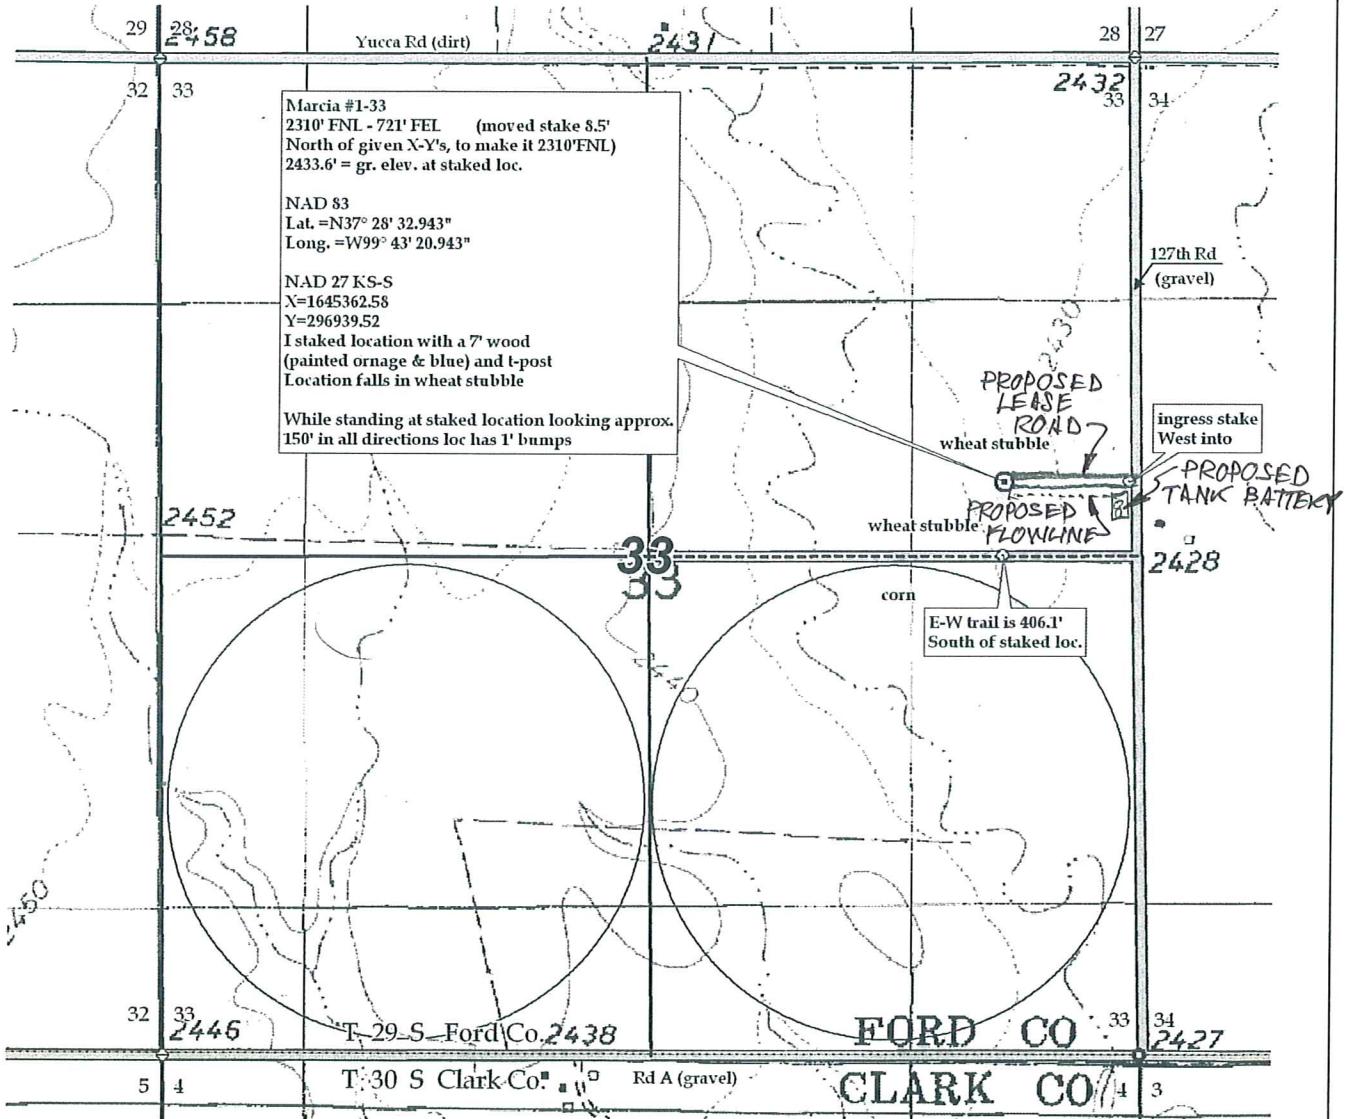 29
28
2458
Yucca Rd (dirt)
2431
28
27
32
33
2432
33
34
Marcia #1-33
2310' FNL - 721' FEL (moved stake 8.5'
North of given X-Y's, to make it 2310'FNL)
2433.6' = gr. elev. at staked loc.
NAD 83
Lat. =N37° 28' 32.943"
Long. =W99° 43' 20.943"
NAD 27 KS-S
X=1645362.58
Y=296939.52
I staked location with a 7' wood
(painted ornage & blue) and t-post
Location falls in wheat stubble
While standing at staked location looking approx.
150' in all directions loc has 1' bumps
127th Rd
(gravel)
2430
PROPOSED
LEASE
ROAD
wheat stubble
ingress stake
West into
PROPOSED
TANK BATTERY
2452
wheat stubble
PROPOSED
FLOWLINE
33
33
2428
corn
E-W trail is 406.1'
South of staked loc.
2440
2450
32
33
2446
T 29 S Ford Co.
2438
FORD CO
33
34
2427
5
4
T 30 S Clark Co.
Rd A (gravel)
CLARK CO
4
3